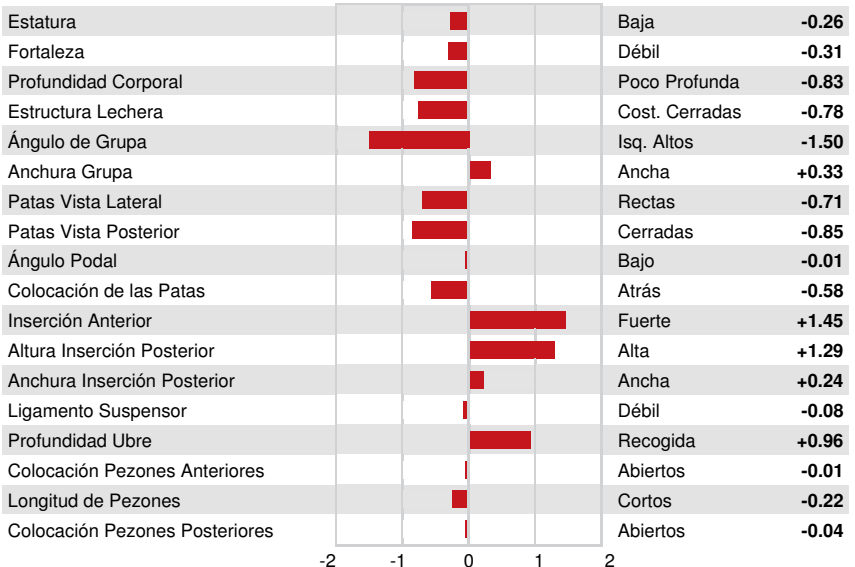 Estatura Baja -0.26
Fortaleza Débil -0.31
Profundidad Corporal Poco Profunda -0.83
Estructura Lechera Cost. Cerradas -0.78
Ángulo de Grupa Isq. Altos -1.50
Anchura Grupa Ancha +0.33
Patas Vista Lateral Rectas -0.71
Patas Vista Posterior Cerradas -0.85
Ángulo Podal Bajo -0.01
Colocación de las Patas Atrás -0.58
Inserción Anterior Fuerte +1.45
Altura Inserción Posterior Alta +1.29
Anchura Inserción Posterior Ancha +0.24
Ligamento Suspensor Débil -0.08
Profundidad Ubre Recogida +0.96
Colocación Pezones Anteriores Abiertos -0.01
Longitud de Pezones Cortos -0.22
Colocación Pezones Posteriores Abiertos -0.04
-2 -1 0 1 2